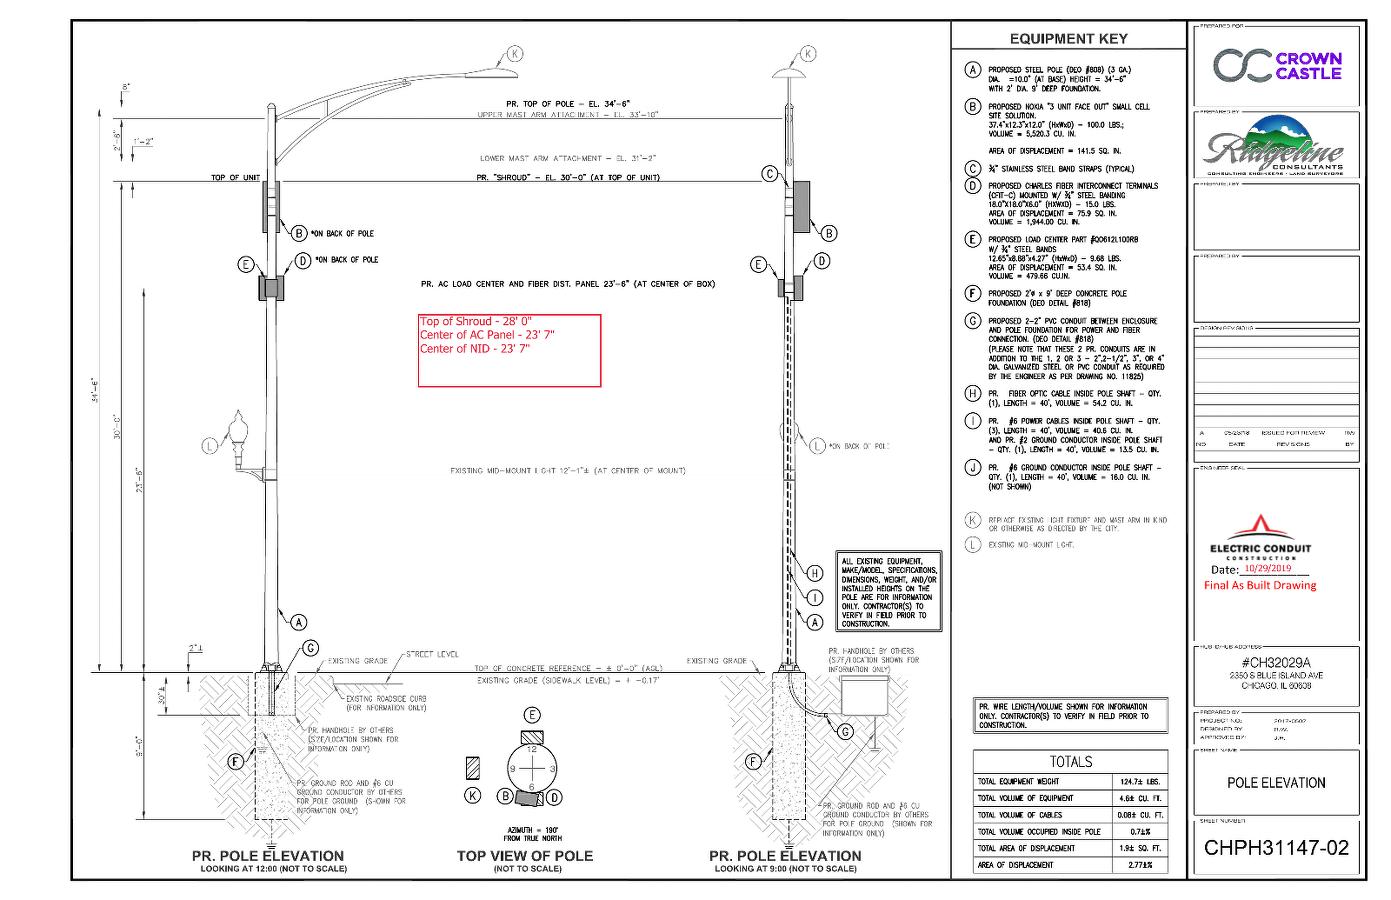 K
K
6"
2'-8"
1'-2"
PR. TOP OF POLE - EL. 34'-6"
UPPER MAST ARM ATTACHMENT - EL. 33'-10"
LOWER MAST ARM ATTACHMENT - EL. 31'-2"
TOP OF UNIT
PR. "SHROUD" - EL. 30'-0" (AT TOP OF UNIT)
C
B *ON BACK OF POLE
B
E D *ON BACK OF POLE
E D
PR. AC LOAD CENTER AND FIBER DIST. PANEL 23'-6" (AT CENTER OF BOX)
Top of Shroud - 28' 0"
Center of AC Panel - 23' 7"
Center of NID - 23' 7"
34'-6"
30'-0"
23'-6"
L
L *ON BACK OF POLE
EXISTING MID-MOUNT LIGHT 12'-1"± (AT CENTER OF MOUNT)
H
I
A
A
ALL EXISTING EQUIPMENT,
MAKE/MODEL, SPECIFICATIONS,
DIMENSIONS, WEIGHT, AND/OR
INSTALLED HEIGHTS ON THE
POLE ARE FOR INFORMATION
ONLY. CONTRACTOR(S) TO
VERIFY IN FIELD PRIOR TO
CONSTRUCTION.
2"±
G
EXISTING GRADE
STREET LEVEL
TOP OF CONCRETE REFERENCE - ± 0'-0" (AGL)
EXISTING GRADE (SIDEWALK LEVEL) - ± -0.17'
EXISTING GRADE
PR. HANDHOLE BY OTHERS
(SIZE/LOCATION SHOWN FOR
INFORMATION ONLY)
30"±
9'-0"
EXISTING ROADSIDE CURB
(FOR INFORMATION ONLY)
PR. HANDHOLE BY OTHERS
(SIZE/LOCATION SHOWN FOR
INFORMATION ONLY)
F
PR. GROUND ROD AND #6 CU
GROUND CONDUCTOR BY OTHERS
FOR POLE GROUND (SHOWN FOR
INFORMATION ONLY)
E
12
9 3
6
K B D
AZIMUTH = 190°
FROM TRUE NORTH
G
F
PR. GROUND ROD AND #6 CU
GROUND CONDUCTOR BY OTHERS
FOR POLE GROUND (SHOWN FOR
INFORMATION ONLY)
PR. POLE ELEVATION
LOOKING AT 12:00 (NOT TO SCALE)
TOP VIEW OF POLE
(NOT TO SCALE)
PR. POLE ELEVATION
LOOKING AT 9:00 (NOT TO SCALE)
EQUIPMENT KEY
A PROPOSED STEEL POLE (DEO #808) (3 GA.)
DIA. =10.0" (AT BASE) HEIGHT = 34'-6"
WITH 2' DIA. 9' DEEP FOUNDATION.
B PROPOSED NOKIA "3 UNIT FACE OUT" SMALL CELL
SITE SOLUTION.
37.4"x12.3"x12.0" (HxWxD) - 100.0 LBS.;
VOLUME = 5,520.3 CU. IN.
AREA OF DISPLACEMENT = 141.5 SQ. IN.
C ¾" STAINLESS STEEL BAND STRAPS (TYPICAL)
D PROPOSED CHARLES FIBER INTERCONNECT TERMINALS
(CFIT-C) MOUNTED W/ ¾" STEEL BANDING
18.0"X18.0"X6.0" (HXWXD) - 15.0 LBS.
AREA OF DISPLACEMENT = 75.9 SQ. IN.
VOLUME = 1,944.00 CU. IN.
E PROPOSED LOAD CENTER PART #QO612L100RB
W/ ¾" STEEL BANDS
12.65"x8.88"x4.27" (HxWxD) - 9.68 LBS.
AREA OF DISPLACEMENT = 53.4 SQ. IN.
VOLUME = 479.66 CU.IN.
F PROPOSED 2'ø x 9' DEEP CONCRETE POLE
FOUNDATION (DEO DETAIL #818)
G PROPOSED 2-2" PVC CONDUIT BETWEEN ENCLOSURE
AND POLE FOUNDATION FOR POWER AND FIBER
CONNECTION. (DEO DETAIL #818)
(PLEASE NOTE THAT THESE 2 PR. CONDUITS ARE IN
ADDITION TO THE 1, 2 OR 3 - 2",2-1/2", 3", OR 4"
DIA. GALVANIZED STEEL OR PVC CONDUIT AS REQUIRED
BY THE ENGINEER AS PER DRAWING NO. 11825)
H PR. FIBER OPTIC CABLE INSIDE POLE SHAFT - QTY.
(1), LENGTH = 40', VOLUME = 54.2 CU. IN.
I PR. #6 POWER CABLES INSIDE POLE SHAFT - QTY.
(3), LENGTH = 40', VOLUME = 40.6 CU. IN.
AND PR. #2 GROUND CONDUCTOR INSIDE POLE SHAFT
- QTY. (1), LENGTH = 40', VOLUME = 13.5 CU. IN.
J PR. #6 GROUND CONDUCTOR INSIDE POLE SHAFT -
QTY. (1), LENGTH = 40', VOLUME = 16.0 CU. IN.
(NOT SHOWN)
K REPLACE EXISTING LIGHT FIXTURE AND MAST ARM IN KIND
OR OTHERWISE AS DIRECTED BY THE CITY.
L EXISTING MID-MOUNT LIGHT.
PR. WIRE LENGTH/VOLUME SHOWN FOR INFORMATION
ONLY. CONTRACTOR(S) TO VERIFY IN FIELD PRIOR TO
CONSTRUCTION.
TOTALS
TOTAL EQUIPMENT WEIGHT 124.7± LBS.
TOTAL VOLUME OF EQUIPMENT 4.6± CU. FT.
TOTAL VOLUME OF CABLES 0.08± CU. FT.
TOTAL VOLUME OCCUPIED INSIDE POLE 0.7±%
TOTAL AREA OF DISPLACEMENT 1.9± SQ. FT.
AREA OF DISPLACEMENT 2.77±%
PREPARED FOR
CROWN
CASTLE
PREPARED BY
Ridgeline
CONSULTANTS
CONSULTING ENGINEERS • LAND SURVEYORS
PREPARED BY
PREPARED BY
DESIGN REVISIONS
A 05/23/18 ISSUED FOR REVIEW
NO DATE REVISIONS BY
ENGINEER SEAL
ELECTRIC CONDUIT
CONSTRUCTION
Date: 10/29/2019
Final As Built Drawing
HUB ID/HUB ADDRESS
#CH32029A
2350 S BLUE ISLAND AVE
CHICAGO, IL 60608
PREPARED BY
PROJECT NO:
DESIGNED BY:
APPROVED BY:
SHEET NAME
POLE ELEVATION
SHEET NUMBER
CHPH31147-02